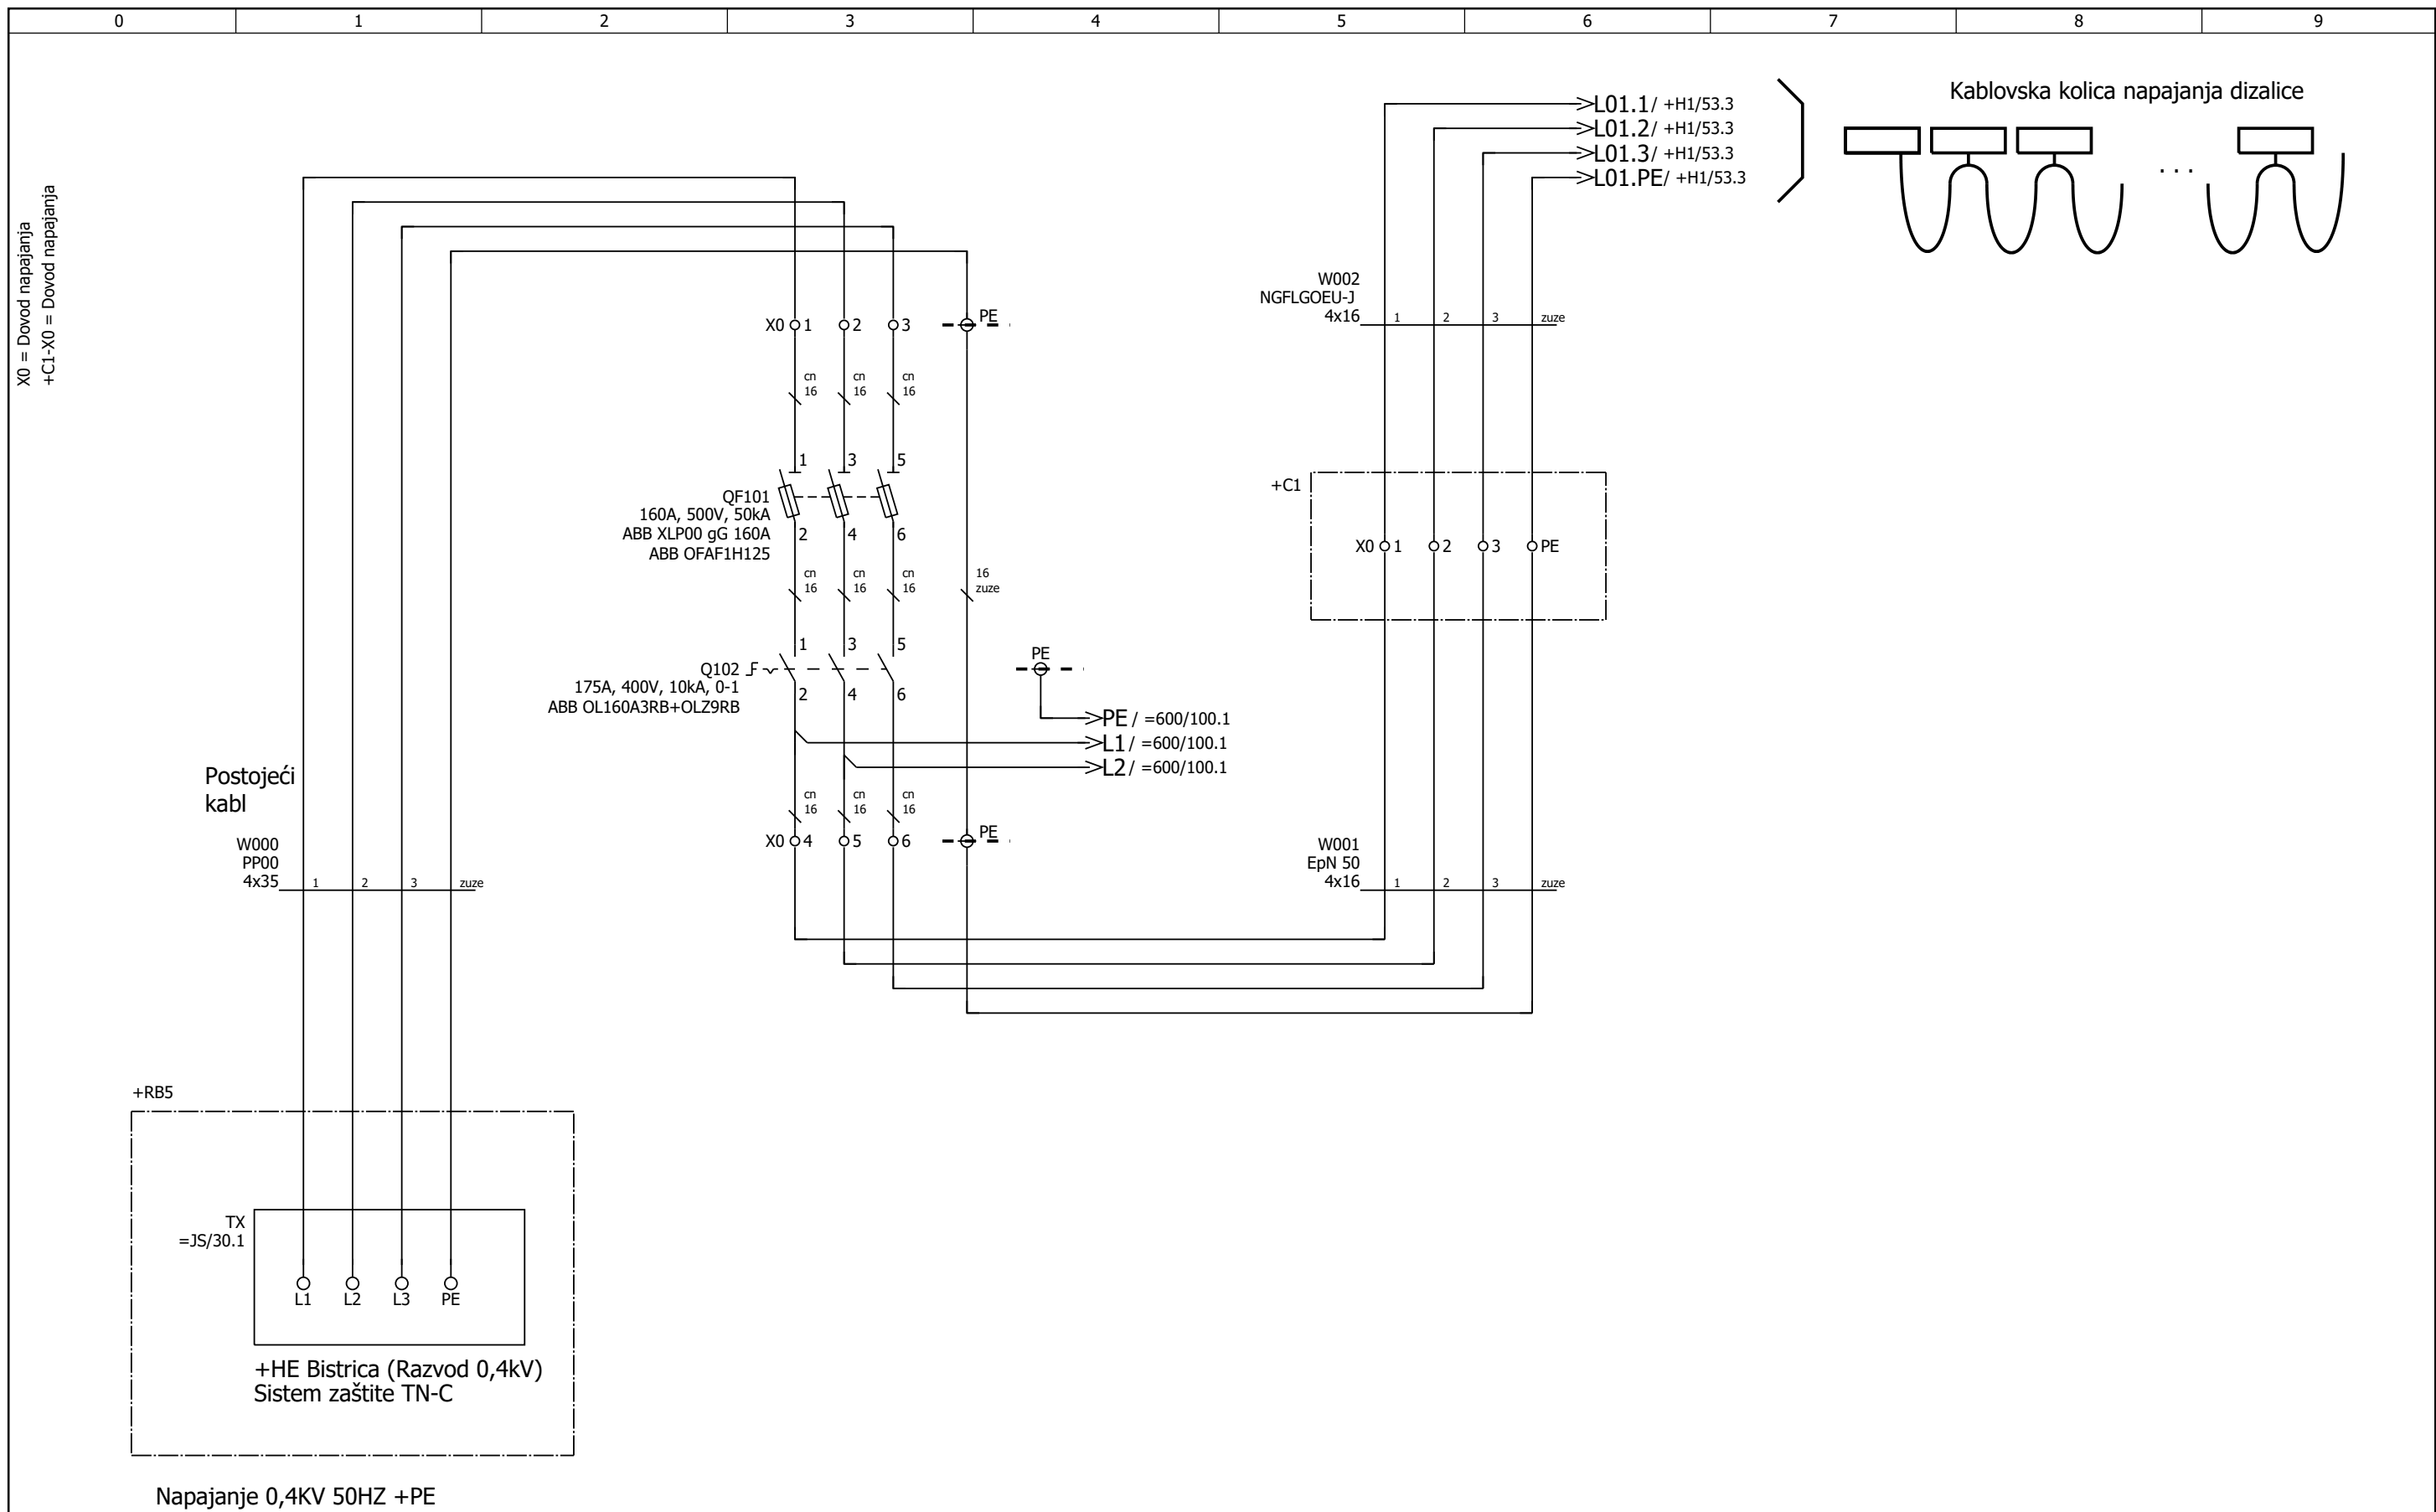 0 1 2 3 4 5 6 7 8 9
X0 = Dovod napajanja
+C1-X0 = Dovod napajanja
L01.1/ +H1/53.3
L01.2/ +H1/53.3
L01.3/ +H1/53.3
L01.PE/ +H1/53.3
Kablovska kolica napajanja dizalice
. . .
W002
NGFLGOEU-J
4x16 1 2 3 zuze
X0 1 2 3 PE
cn cn cn
16 16 16
1 3 5
QF101
160A, 500V, 50kA
ABB XLP00 gG 160A
ABB OFAF1H125
2 4 6
+C1
X0 1 2 3 PE
cn cn cn 16
16 16 16 zuze
1 3 5
Q102
175A, 400V, 10kA, 0-1
ABB OL160A3RB+OLZ9RB
2 4 6
PE
PE / =600/100.1
L1 / =600/100.1
L2 / =600/100.1
cn cn cn
16 16 16
X0 4 5 6 PE
Postojeći
kabl
W000
PP00
4x35 1 2 3 zuze
W001
EpN 50
4x16 1 2 3 zuze
+RB5
TX
=JS/30.1
L1 L2 L3 PE
+HE Bistrica (Razvod 0,4kV)
Sistem zaštite TN-C
Napajanje 0,4KV 50HZ +PE